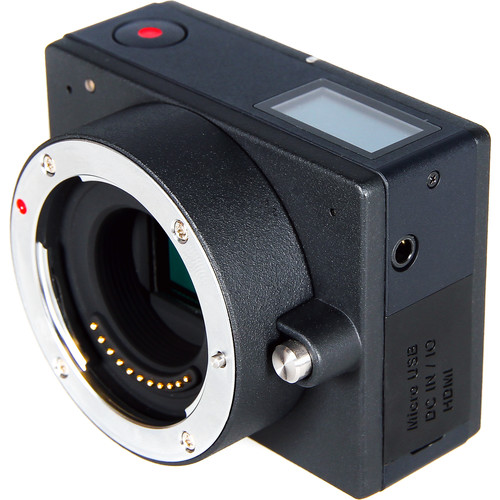 Micro USB
DC IN / IO
HDMI